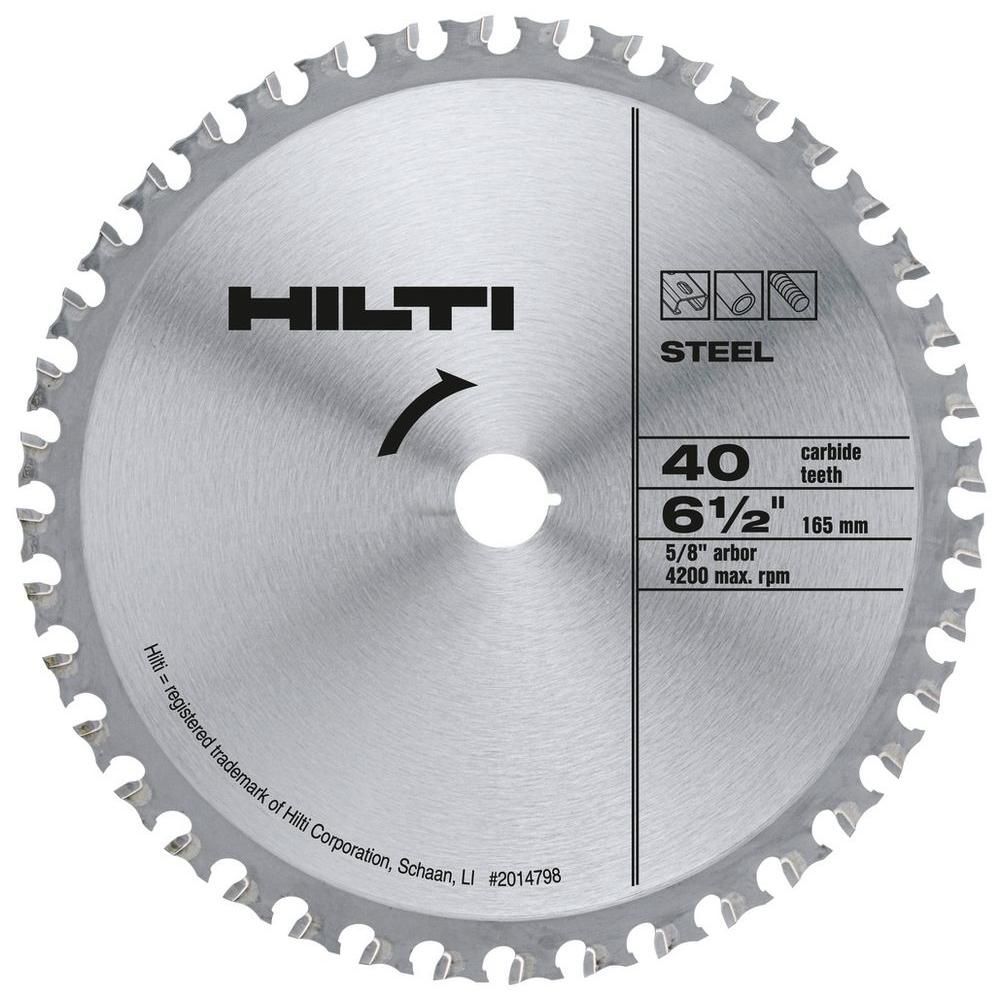 HILTI
STEEL
40 carbide teeth
6½" 165 mm
5/8" arbor
4200 max. rpm
Hilti = registered trademark of Hilti Corporation, Schaan, LI #2014798